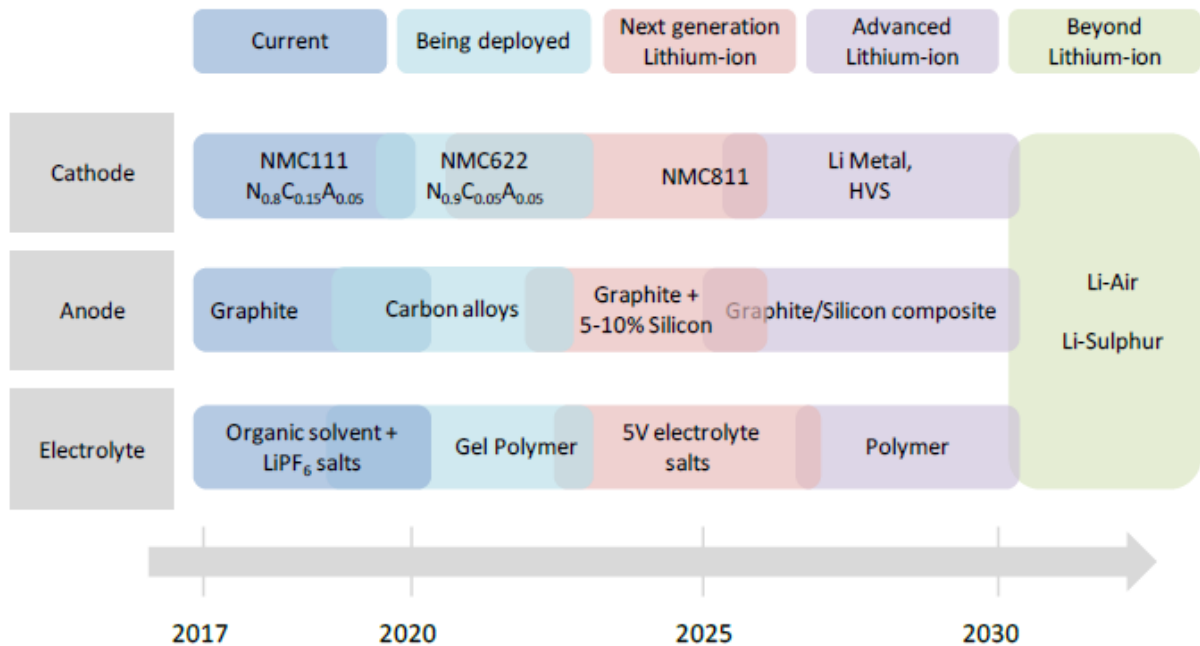 Current
Being deployed
Next generation
Lithium-ion
Advanced
Lithium-ion
Beyond
Lithium-ion
Cathode
NMC111
N₀.₈C₀.₁₅A₀.₀₅
NMC622
N₀.₉C₀.₀₅A₀.₀₅
NMC811
Li Metal,
HVS
Anode
Graphite
Carbon alloys
Graphite +
5-10% Silicon
Graphite/Silicon composite
Li-Air
Li-Sulphur
Electrolyte
Organic solvent +
LiPF₆ salts
Gel Polymer
5V electrolyte
salts
Polymer
2017
2020
2025
2030